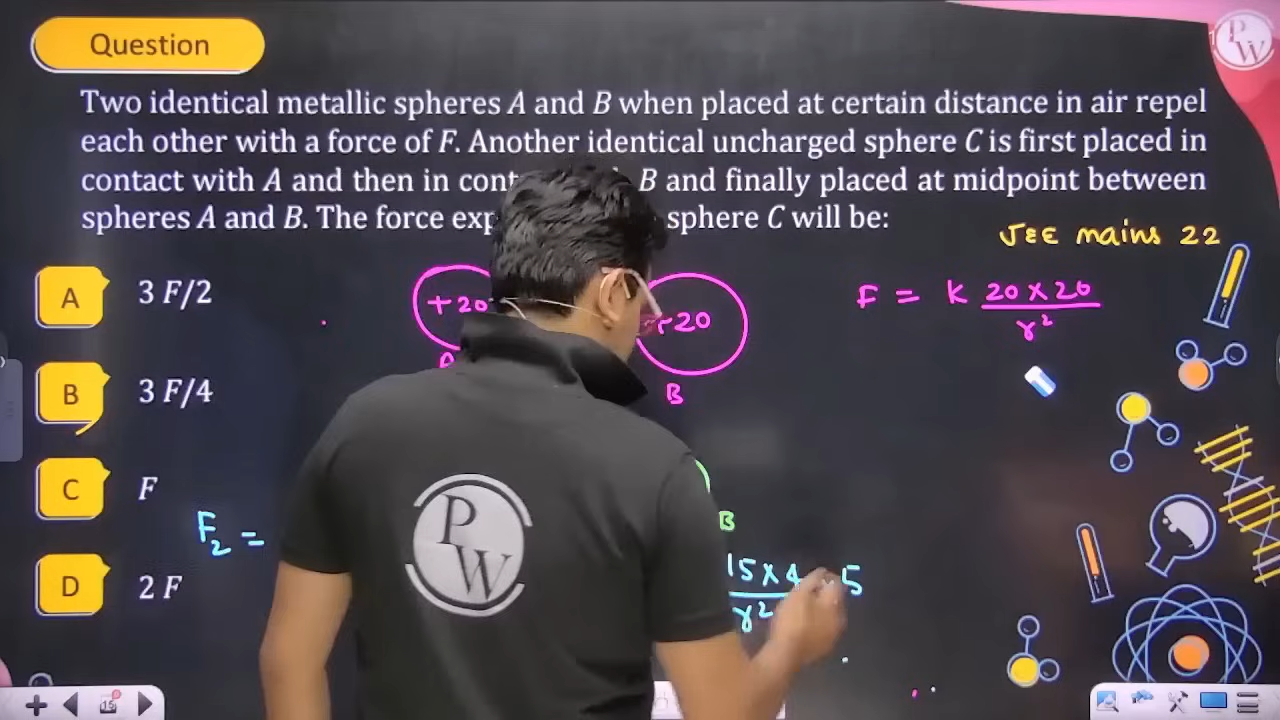 Question
PW
Two identical metallic spheres A and B when placed at certain distance in air repel
each other with a force of F. Another identical uncharged sphere C is first placed in
contact with A and then in cont B and finally placed at midpoint between
spheres A and B. The force exp sphere C will be:
JEE mains 22
A 3 F/2
B 3 F/4
C F
D 2 F
+20
20
A
B
F = K 20 × 20
r²
F₂ =
B
15 × 4 5
r²
PW
15